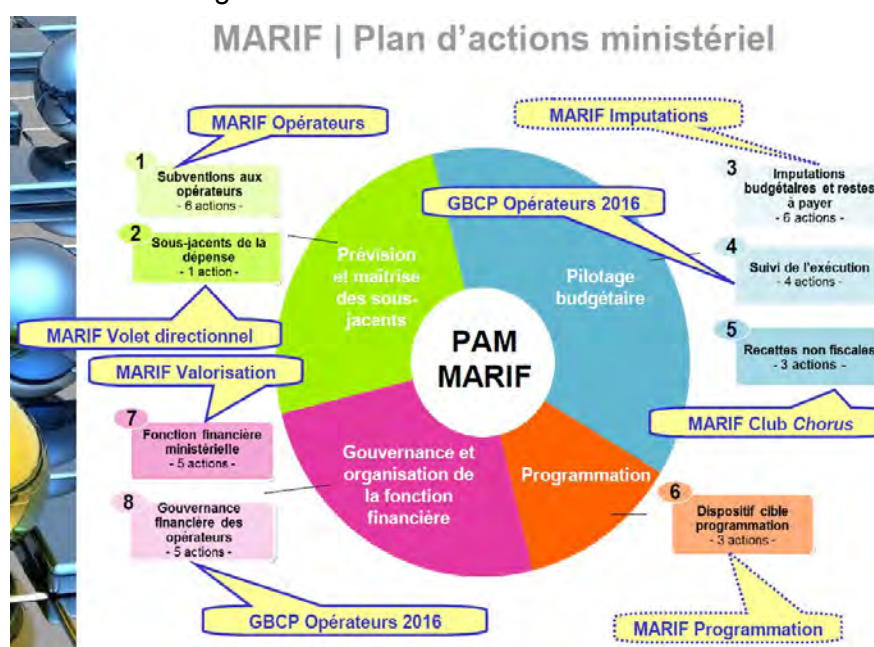 MARIF | Plan d'actions ministériel
MARIF Opérateurs
MARIF Imputations
1
Subventions aux
opérateurs
- 6 actions -
2
Sous-jacents de la
dépense
- 1 action -
MARIF Volet directionnel
MARIF Valorisation
7
Fonction financière
ministérielle
- 5 actions -
8
Gouvernance
financière des
opérateurs
- 5 actions -
GBCP Opérateurs 2016
Prévision
et maîtrise
des sous-
jacents
GBCP Opérateurs 2016
Pilotage
budgétaire
PAM
MARIF
Gouvernance et
organisation de
la fonction
financière
Programmation
3
Imputations
budgétaires et restes
à payer
- 6 actions -
4
Suivi de l'exécution
- 4 actions -
5
Recettes non fiscales
- 3 actions -
MARIF Club Chorus
6
Dispositif cible
programmation
- 3 actions -
MARIF Programmation